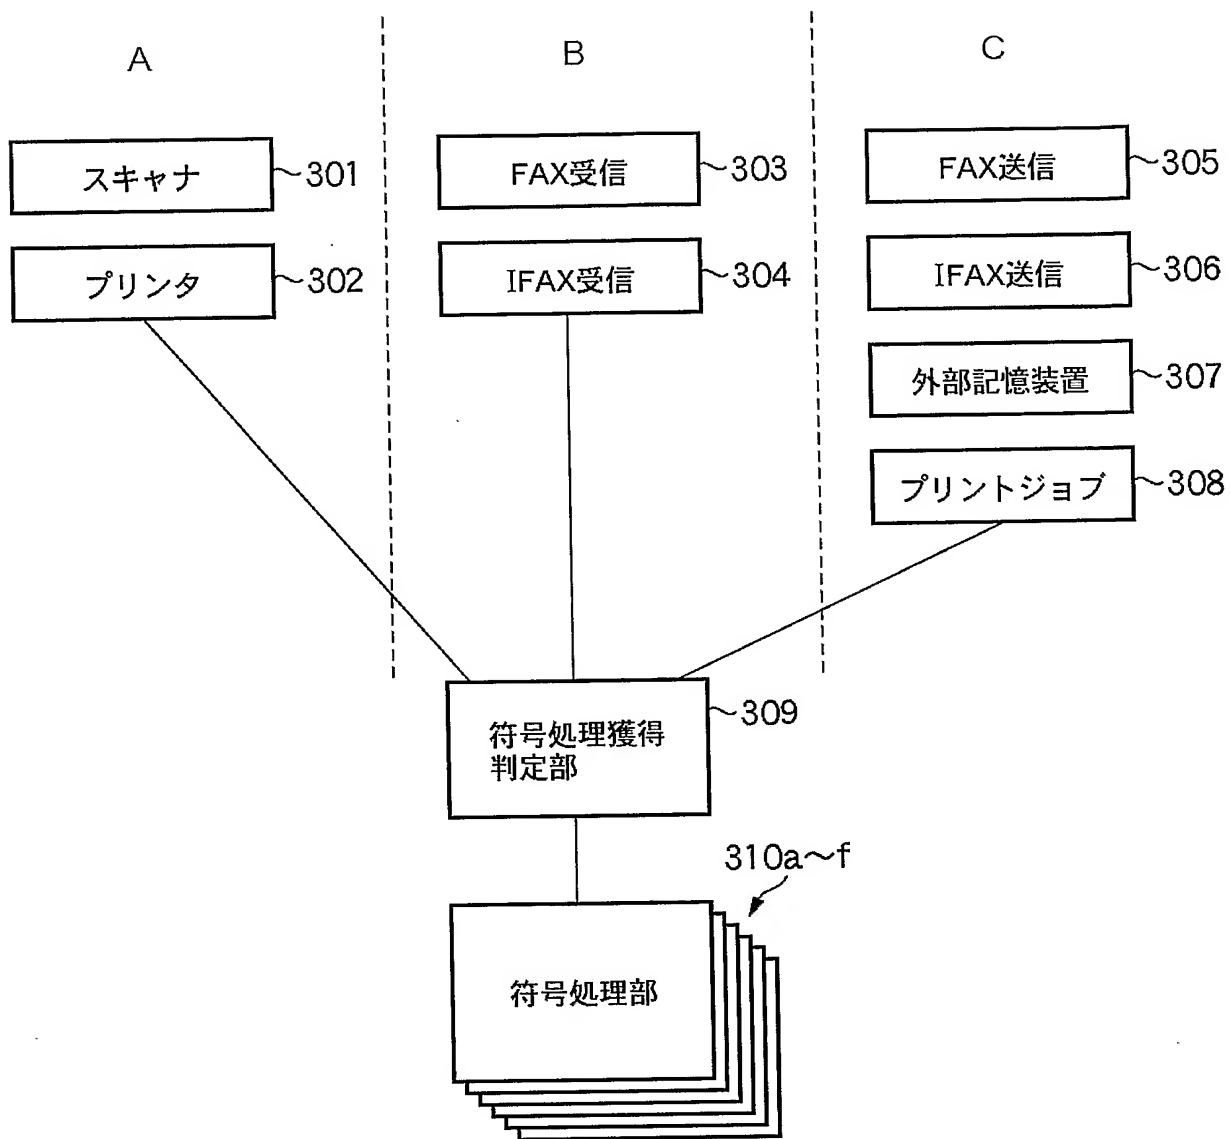 A
B
C
スキャナ
301
プリンタ
302
FAX受信
303
IFAX受信
304
FAX送信
305
IFAX送信
306
外部記憶装置
307
プリントジョブ
308
符号処理獲得
判定部
309
310a〜f
符号処理部